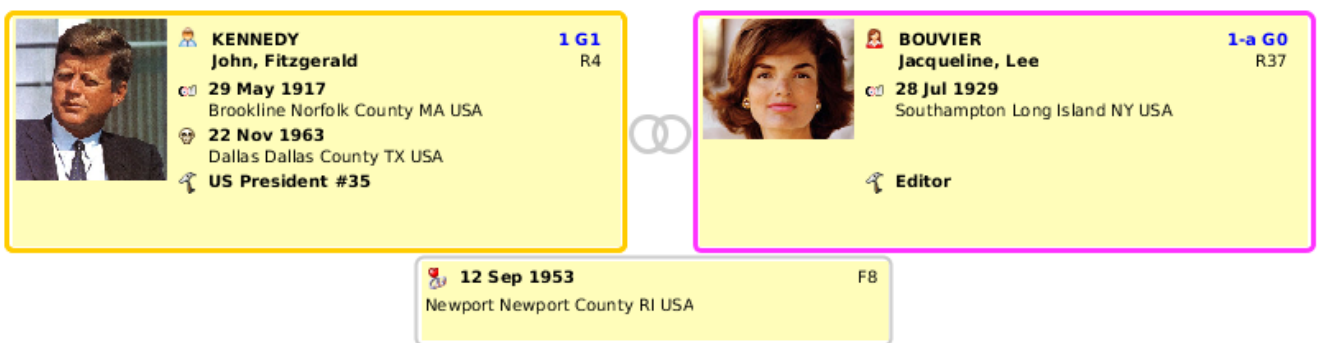 KENNEDY 1 G1
John, Fitzgerald R4
29 May 1917
Brookline Norfolk County MA USA
22 Nov 1963
Dallas Dallas County TX USA
US President #35
BOUVIER 1-a G0
Jacqueline, Lee R37
28 Jul 1929
Southampton Long Island NY USA
Editor
12 Sep 1953 F8
Newport Newport County RI USA